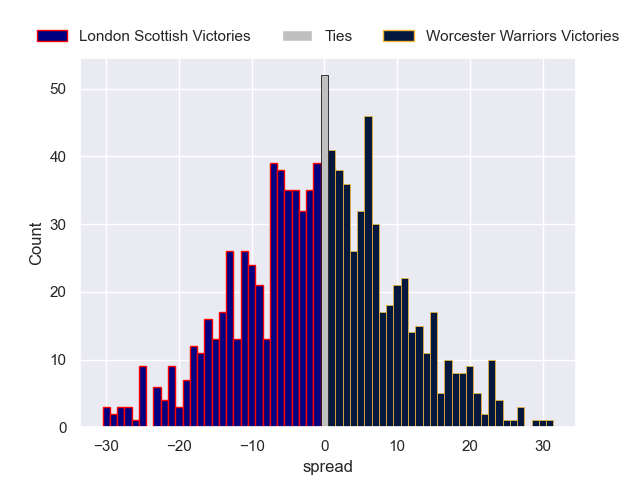 London Scottish Victories Ties Worcester Warriors Victories
50
40
30
20
10
0
Count
−30 −20 −10 0 10 20 30
spread